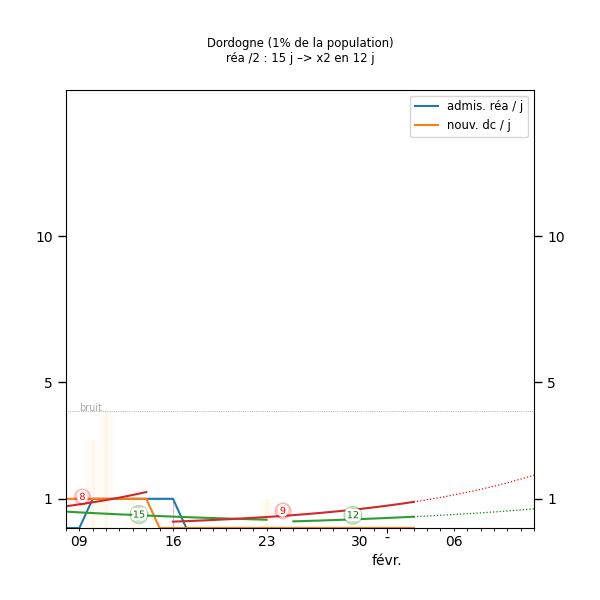 Dordogne (1% de la population)
réa /2 : 15 j –> x2 en 12 j
admis. réa / j
nouv. dc / j
10 10
5 5
bruit
8
9
15
12
1 1
09 16 23 30 - 06
févr.